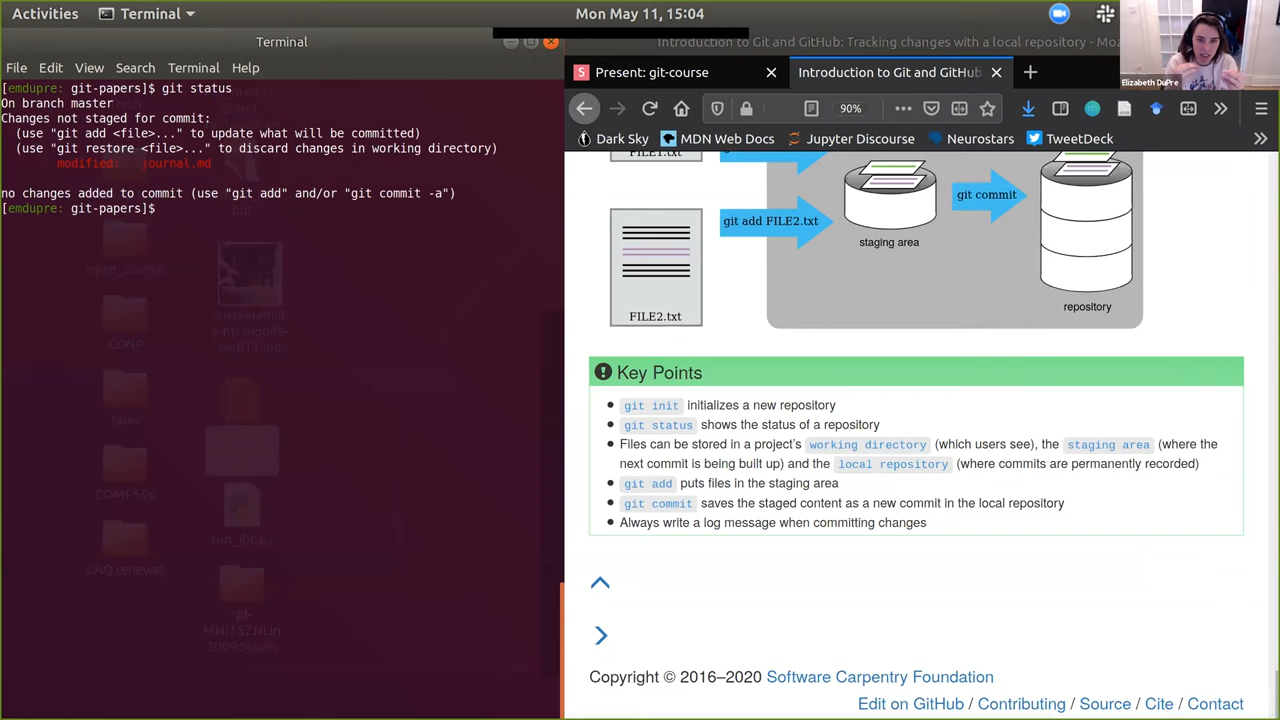 Activities
Terminal
Mon May 11, 15:04
Terminal
Introduction to Git and GitHub: Tracking changes with a local repository - Moz
File Edit View Search Terminal Help
[emdupre: git-papers]$ git status
On branch master
Changes not staged for commit:
(use "git add <file>..." to update what will be committed)
(use "git restore <file>..." to discard changes in working directory)
modified: journal.md
no changes added to commit (use "git add" and/or "git commit -a")
[emdupre: git-papers]$
CONP
COMP596
OAQ renewal
Elizabeth DuPre
Present: git-course
Introduction to Git and GitHub
90%
Dark Sky
MDN Web Docs
Jupyter Discourse
Neurostars
TweetDeck
FILE1.txt
git commit
git add FILE2.txt
staging area
repository
FILE2.txt
Key Points
git init initializes a new repository
git status shows the status of a repository
Files can be stored in a project's working directory (which users see), the staging area (where the
next commit is being built up) and the local repository (where commits are permanently recorded)
git add puts files in the staging area
git commit saves the staged content as a new commit in the local repository
Always write a log message when committing changes
Copyright © 2016–2020 Software Carpentry Foundation
Edit on GitHub / Contributing / Source / Cite / Contact